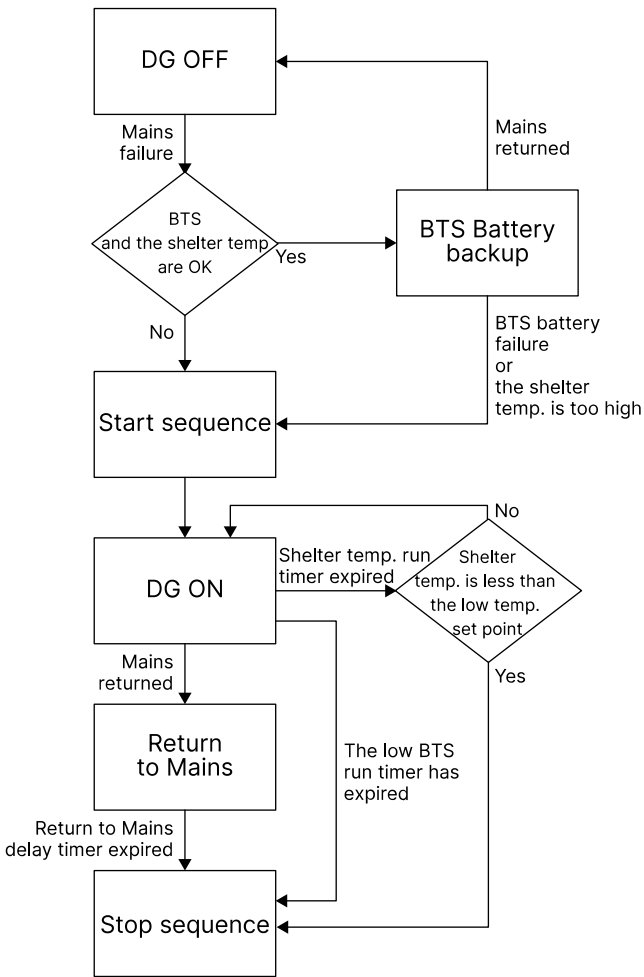 DG OFF
Mains
failure
Mains
returned
BTS
and the shelter temp
are OK
Yes
BTS Battery
backup
No
BTS battery
failure
or
the shelter
temp. is too high
Start sequence
No
DG ON
Shelter temp. run
timer expired
Shelter
temp. is less than
the low temp.
set point
Mains
returned
Yes
Return
to Mains
The low BTS
run timer has
expired
Return to Mains
delay timer expired
Stop sequence